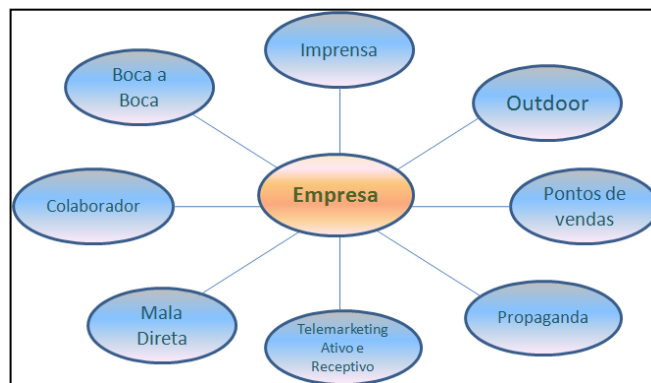 Imprensa
Boca a
Boca
Outdoor
Empresa
Colaborador
Pontos de
vendas
Mala
Direta
Telemarketing
Ativo e
Receptivo
Propaganda